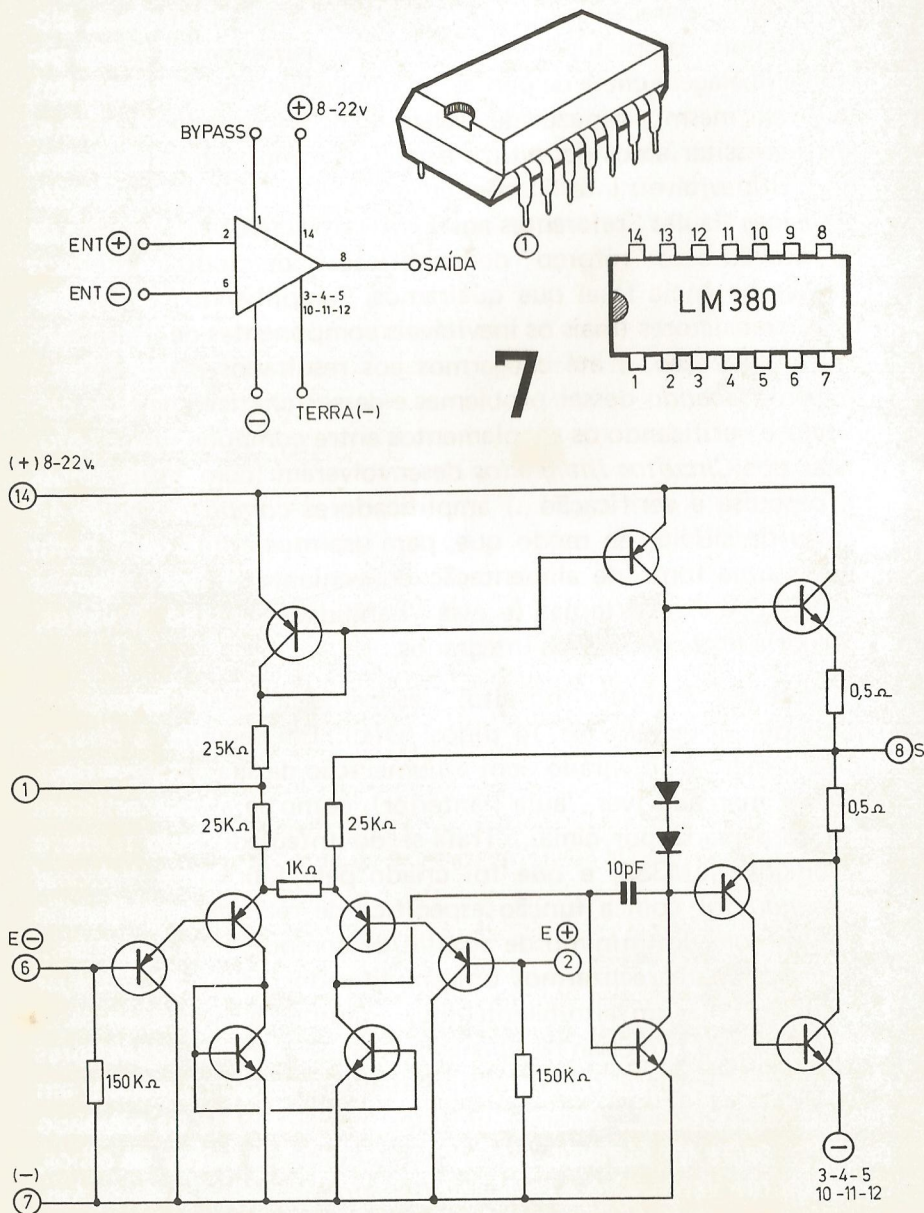 BYPASS
⊕ 8-22v
1
14
2
ENT ⊕
8
SAÍDA
6
ENT ⊖
3-4-5
10-11-12
⊖
TERRA(-)
①
14 13 12 11 10 9 8
LM 380
1 2 3 4 5 6 7
7
(+) 8-22v.
14
0,5Ω
25KΩ
8 S
1
25KΩ
25KΩ
0,5Ω
1KΩ
10pF
E ⊖
E ⊕
6
2
150KΩ
150KΩ
⊖
3-4-5
10-11-12
(-)
7